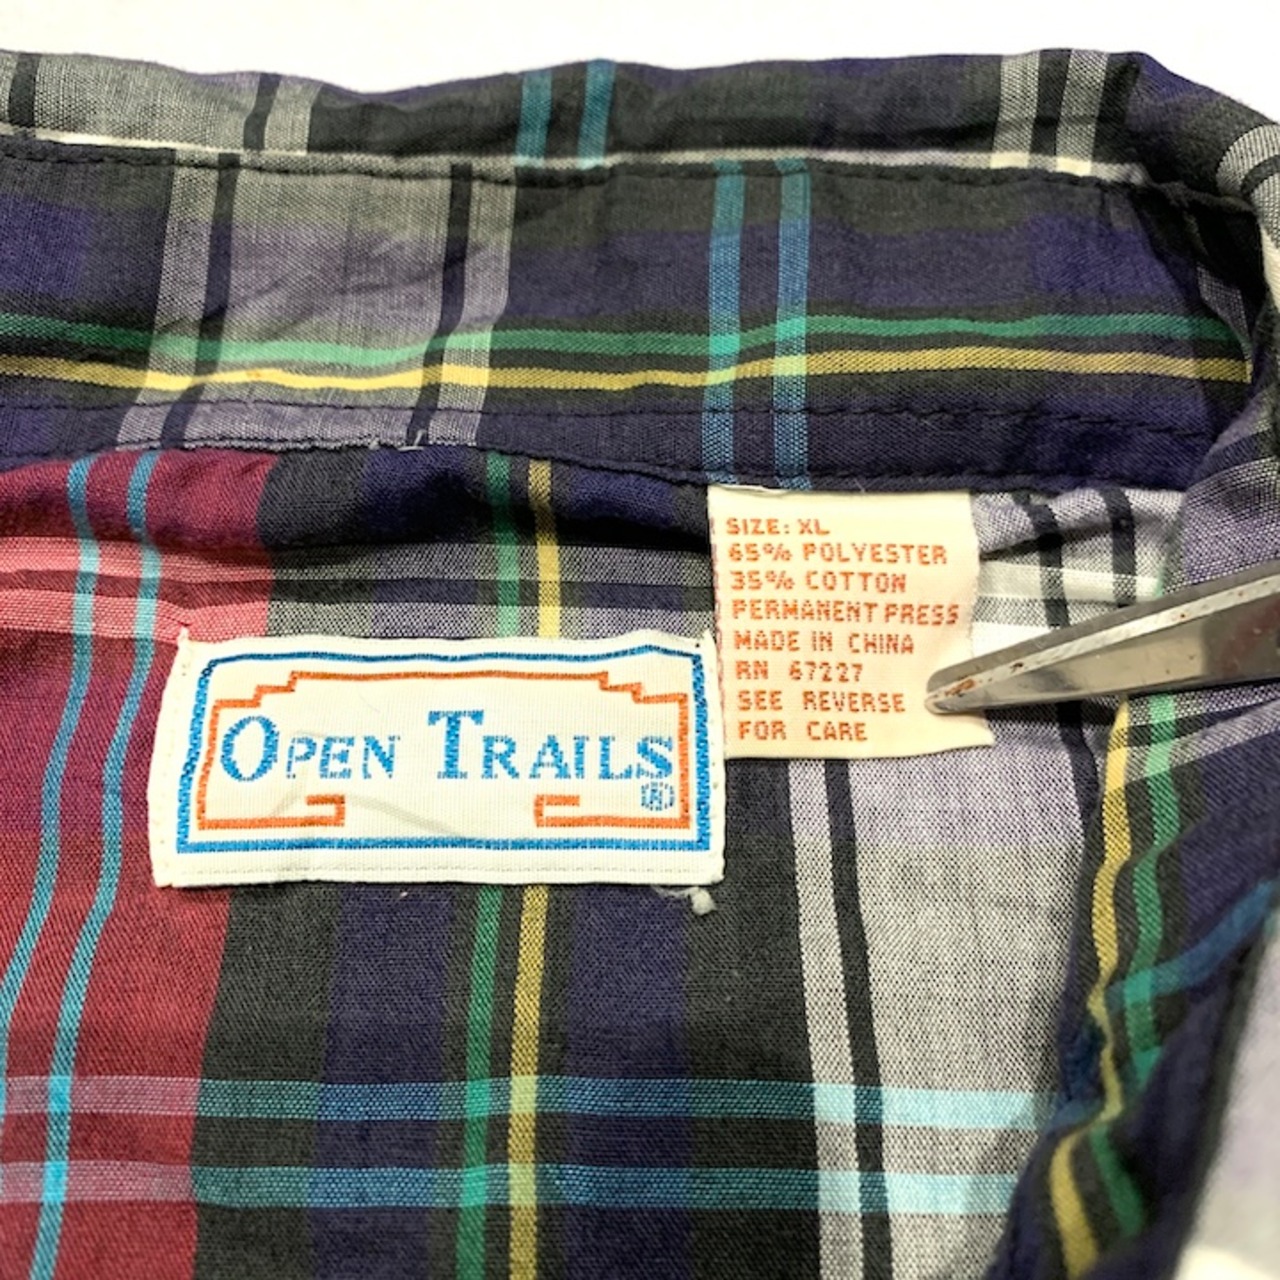 SIZE: XL
65% POLYESTER
35% COTTON
PERMANENT PRESS
MADE IN CHINA
RN 67227
SEE REVERSE
FOR CARE
OPEN TRAILS
®